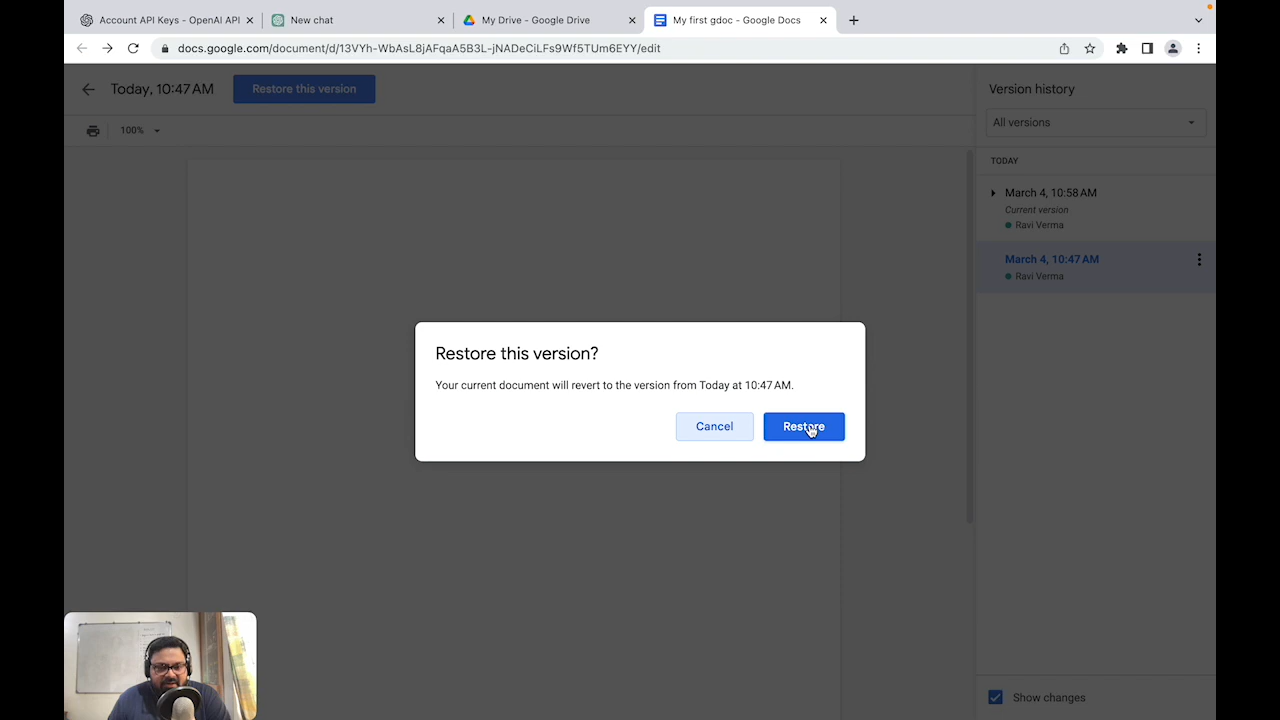 Account API Keys - OpenAI API
New chat
My Drive - Google Drive
My first gdoc - Google Docs
docs.google.com/document/d/13VYh-WbAsL8jAFqaA5B3L-jNADeCiLFs9Wf5TUm6EYY/edit
Today, 10:47 AM
Restore this version
100%
Version history
All versions
TODAY
March 4, 10:58 AM
Current version
Ravi Verma
March 4, 10:47 AM
Ravi Verma
Restore this version?
Your current document will revert to the version from Today at 10:47 AM.
Cancel
Restore
Show changes